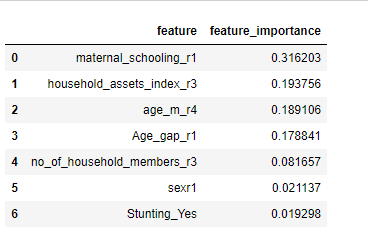 feature feature_importance
0 maternal_schooling_r1 0.316203
1 household_assets_index_r3 0.193756
2 age_m_r4 0.189106
3 Age_gap_r1 0.178841
4 no_of_household_members_r3 0.081657
5 sexr1 0.021137
6 Stunting_Yes 0.019298